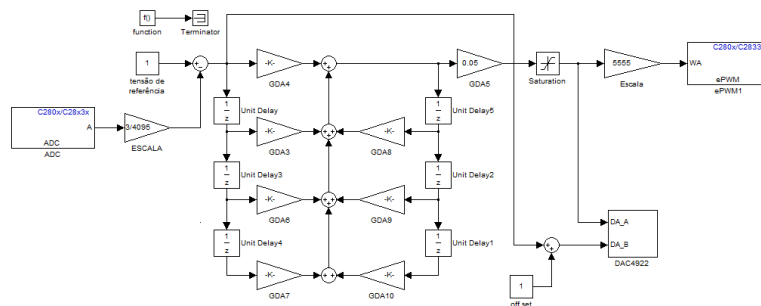 f()
function
Terminator
1
tensão de
referência
-K-
GDA4
0.05
GDA5
Saturation
5555
Escala
C280x/C2833
WA
ePWM
ePWM1
C280x/C28x3x
A
ADC
ADC
3/4095
ESCALA
1
z
Unit Delay
-K-
GDA3
-K-
GDA8
1
z
Unit Delay5
1
z
Unit Delay3
-K-
GDA6
-K-
GDA9
1
z
Unit Delay2
1
z
Unit Delay4
-K-
GDA7
-K-
GDA10
1
z
Unit Delay1
DA_A
DA_B
DAC4922
1
off set